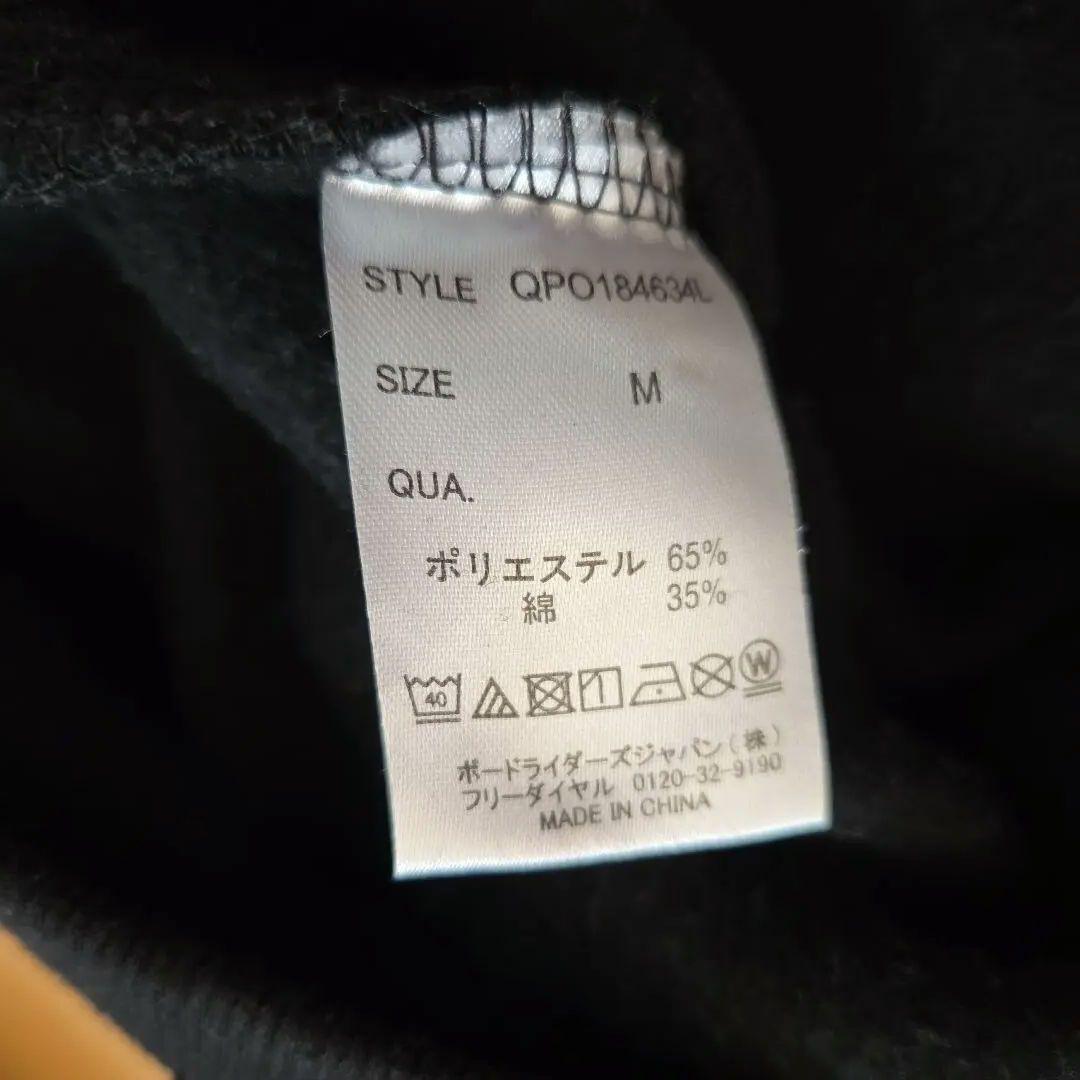 STYLE QPO184634L
SIZE M
QUA.
ポリエステル 65%
綿 35%
40 W
ボードライダーズジャパン(株)
フリーダイヤル 0120-32-9190
MADE IN CHINA